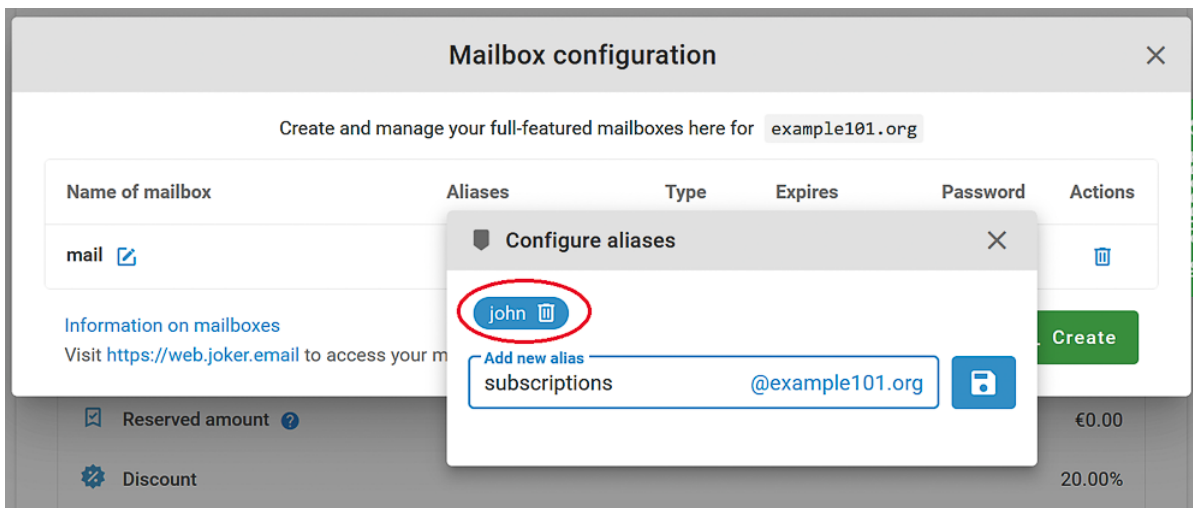 Mailbox configuration
Create and manage your full-featured mailboxes here for example101.org
Name of mailbox Aliases Type Expires Password Actions
Configure aliases
mail
john
Information on mailboxes
Create
Visit https://web.joker.email to access your
Add new alias
subscriptions @example101.org
Reserved amount €0.00
Discount 20.00%